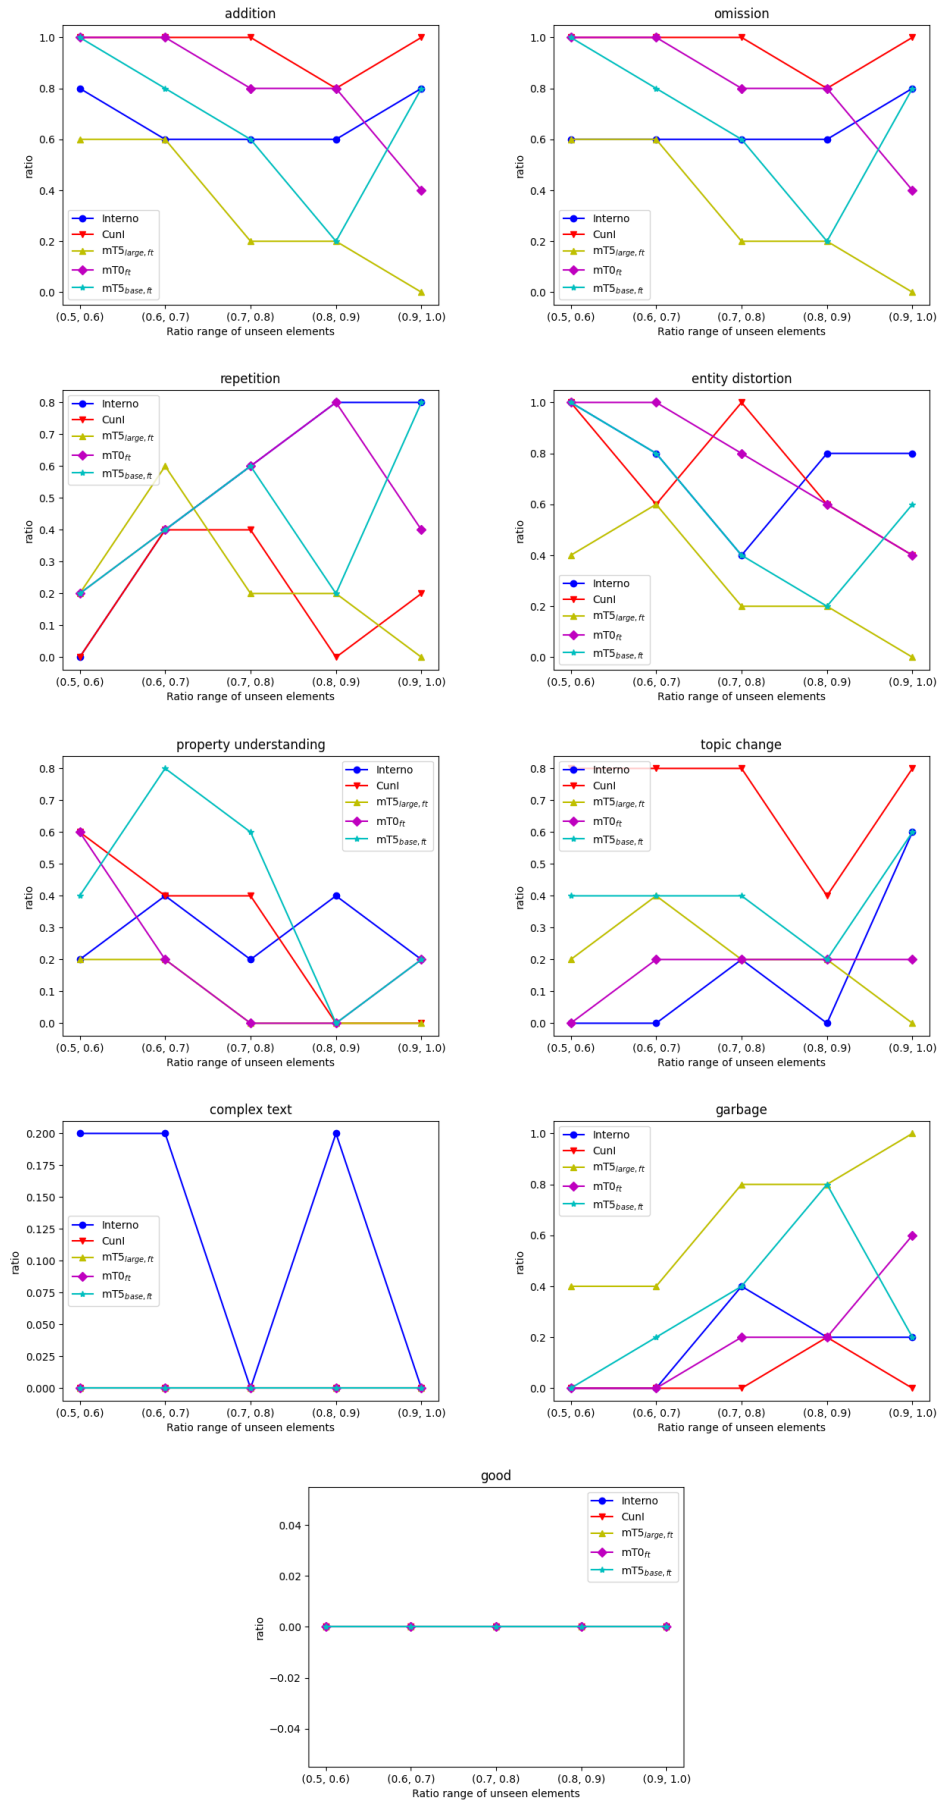 addition
1.0
0.8
0.6
0.4
0.2
0.0
ratio
Interno
CunI
mT5large,ft
mT0ft
mT5base,ft
(0.5, 0.6) (0.6, 0.7) (0.7, 0.8) (0.8, 0.9) (0.9, 1.0)
Ratio range of unseen elements
omission
1.0
0.8
0.6
0.4
0.2
0.0
ratio
Interno
CunI
mT5large,ft
mT0ft
mT5base,ft
(0.5, 0.6) (0.6, 0.7) (0.7, 0.8) (0.8, 0.9) (0.9, 1.0)
Ratio range of unseen elements
repetition
0.8
0.7
0.6
0.5
0.4
0.3
0.2
0.1
0.0
ratio
Interno
CunI
mT5large,ft
mT0ft
mT5base,ft
(0.5, 0.6) (0.6, 0.7) (0.7, 0.8) (0.8, 0.9) (0.9, 1.0)
Ratio range of unseen elements
entity distortion
1.0
0.8
0.6
0.4
0.2
0.0
ratio
Interno
CunI
mT5large,ft
mT0ft
mT5base,ft
(0.5, 0.6) (0.6, 0.7) (0.7, 0.8) (0.8, 0.9) (0.9, 1.0)
Ratio range of unseen elements
property understanding
0.8
0.7
0.6
0.5
0.4
0.3
0.2
0.1
0.0
ratio
Interno
CunI
mT5large,ft
mT0ft
mT5base,ft
(0.5, 0.6) (0.6, 0.7) (0.7, 0.8) (0.8, 0.9) (0.9, 1.0)
Ratio range of unseen elements
topic change
0.8
0.7
0.6
0.5
0.4
0.3
0.2
0.1
0.0
ratio
Interno
CunI
mT5large,ft
mT0ft
mT5base,ft
(0.5, 0.6) (0.6, 0.7) (0.7, 0.8) (0.8, 0.9) (0.9, 1.0)
Ratio range of unseen elements
complex text
0.200
0.175
0.150
0.125
0.100
0.075
0.050
0.025
0.000
ratio
Interno
CunI
mT5large,ft
mT0ft
mT5base,ft
(0.5, 0.6) (0.6, 0.7) (0.7, 0.8) (0.8, 0.9) (0.9, 1.0)
Ratio range of unseen elements
garbage
1.0
0.8
0.6
0.4
0.2
0.0
ratio
Interno
CunI
mT5large,ft
mT0ft
mT5base,ft
(0.5, 0.6) (0.6, 0.7) (0.7, 0.8) (0.8, 0.9) (0.9, 1.0)
Ratio range of unseen elements
good
0.04
0.02
0.00
−0.02
−0.04
ratio
Interno
CunI
mT5large,ft
mT0ft
mT5base,ft
(0.5, 0.6) (0.6, 0.7) (0.7, 0.8) (0.8, 0.9) (0.9, 1.0)
Ratio range of unseen elements